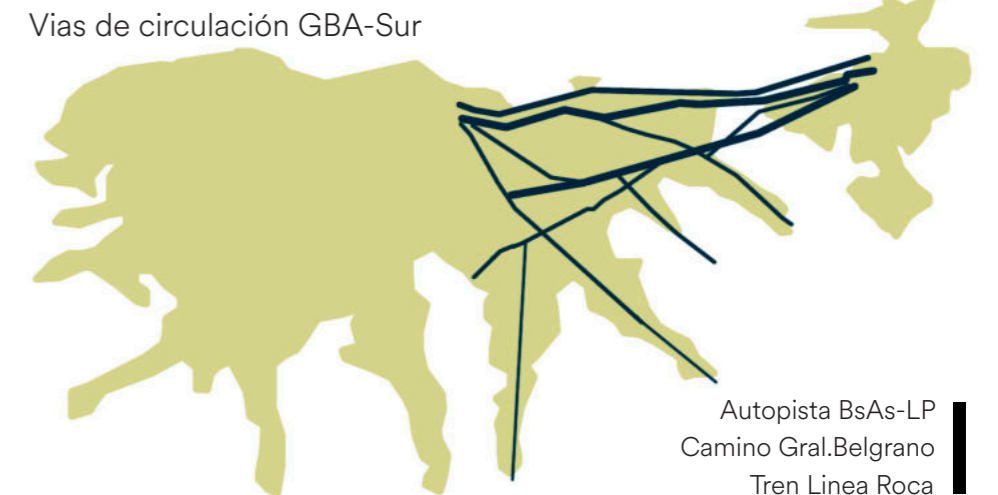 Vias de circulación GBA-Sur
Autopista BsAs-LP
Camino Gral.Belgrano
Tren Linea Roca